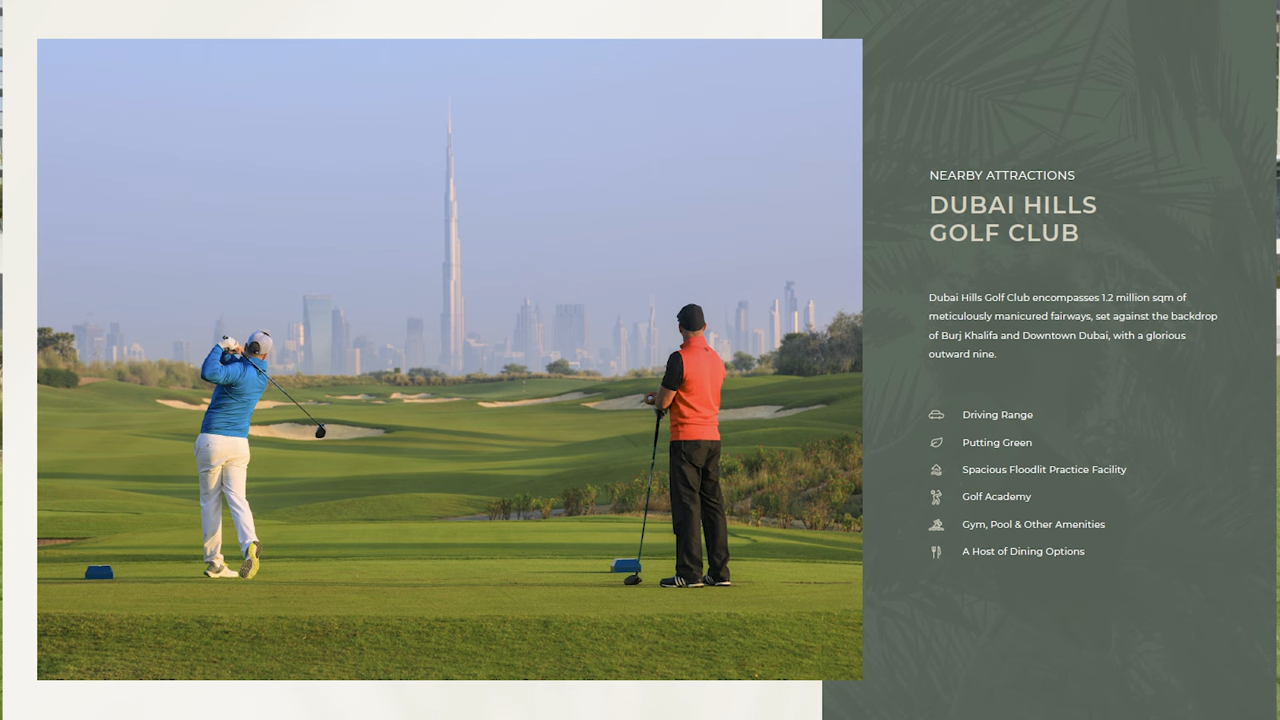 NEARBY ATTRACTIONS
DUBAI HILLS
GOLF CLUB
Dubai Hills Golf Club encompasses 1.2 million sqm of
meticulously manicured fairways, set against the backdrop
of Burj Khalifa and Downtown Dubai, with a glorious
outward nine.
Driving Range
Putting Green
Spacious Floodlit Practice Facility
Golf Academy
Gym, Pool & Other Amenities
A Host of Dining Options